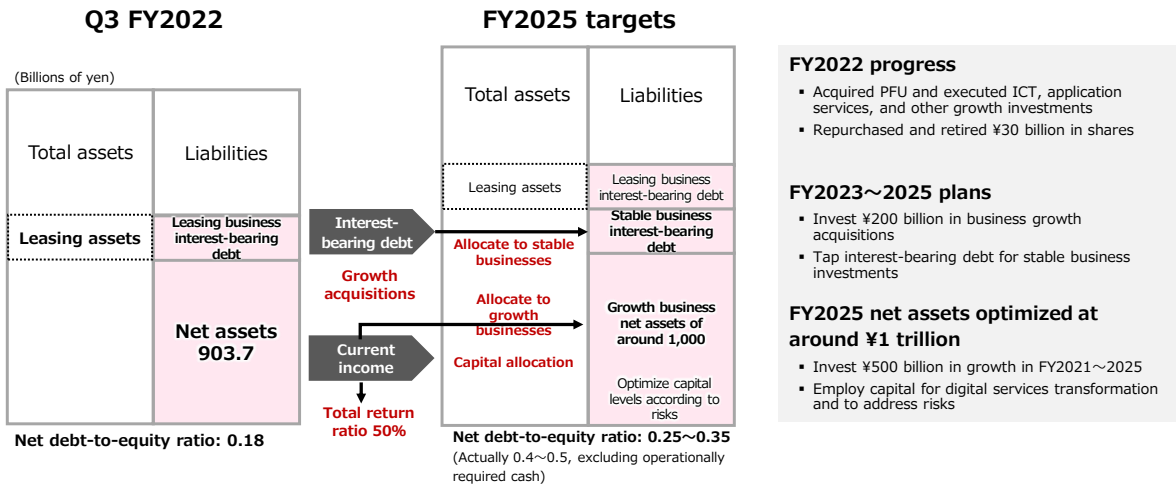 Q3 FY2022
(Billions of yen)
Total assets
Liabilities
Leasing assets
Leasing business
interest-bearing
debt
Net assets
903.7
Net debt-to-equity ratio: 0.18
Interest-
bearing debt
Growth
acquisitions
Current
income
Total return
ratio 50%
FY2025 targets
Total assets
Liabilities
Leasing assets
Leasing business
interest-bearing debt
Stable business
interest-bearing
debt
Allocate to stable
businesses
Allocate to
growth
businesses
Capital allocation
Growth business
net assets of
around 1,000
Optimize capital
levels according to
risks
Net debt-to-equity ratio: 0.25～0.35
(Actually 0.4～0.5, excluding operationally
required cash)
FY2022 progress
▪ Acquired PFU and executed ICT, application
services, and other growth investments
▪ Repurchased and retired ¥30 billion in shares
FY2023～2025 plans
▪ Invest ¥200 billion in business growth
acquisitions
▪ Tap interest-bearing debt for stable business
investments
FY2025 net assets optimized at
around ¥1 trillion
▪ Invest ¥500 billion in growth in FY2021～2025
▪ Employ capital for digital services transformation
and to address risks